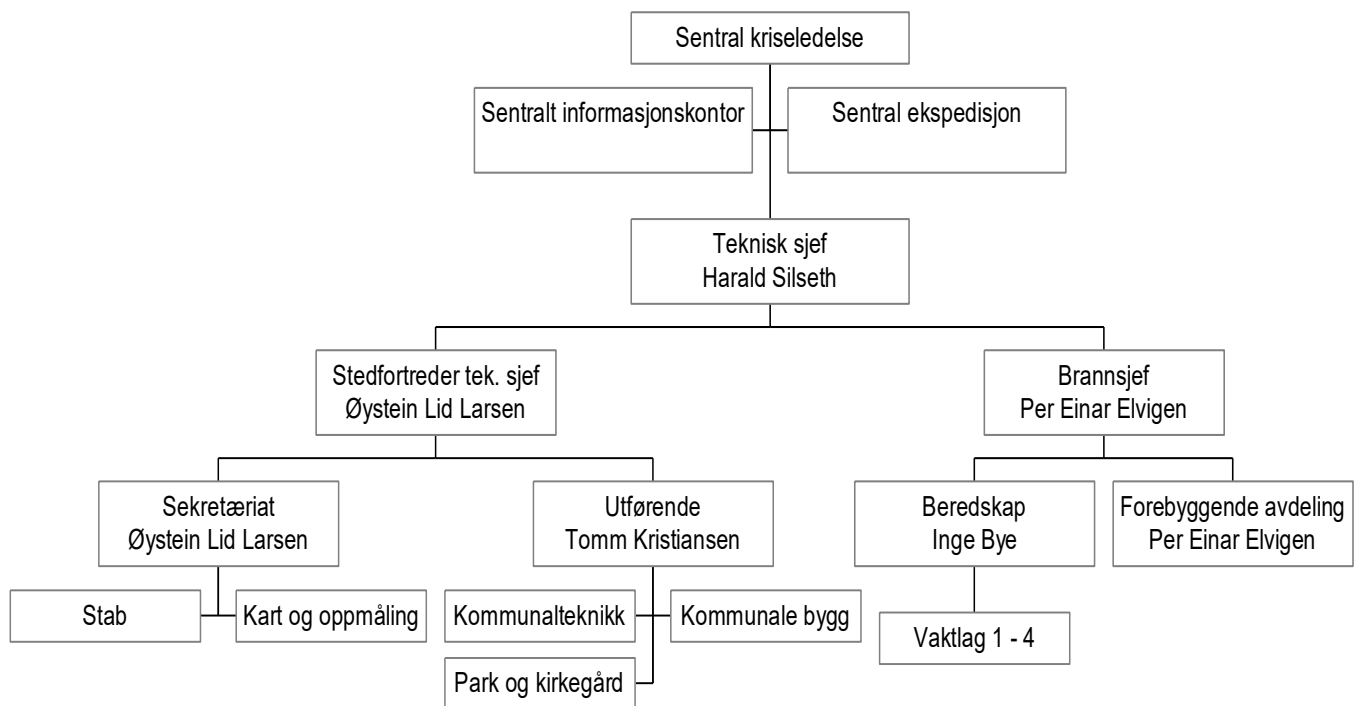 Sentral kriseledelse
Sentralt informasjonskontor
Sentral ekspedisjon
Teknisk sjef
Harald Silseth
Stedfortreder tek. sjef
Øystein Lid Larsen
Brannsjef
Per Einar Elvigen
Sekretæriat
Øystein Lid Larsen
Utførende
Tomm Kristiansen
Beredskap
Inge Bye
Forebyggende avdeling
Per Einar Elvigen
Stab
Kart og oppmåling
Kommunalteknikk
Kommunale bygg
Vaktlag 1 - 4
Park og kirkegård